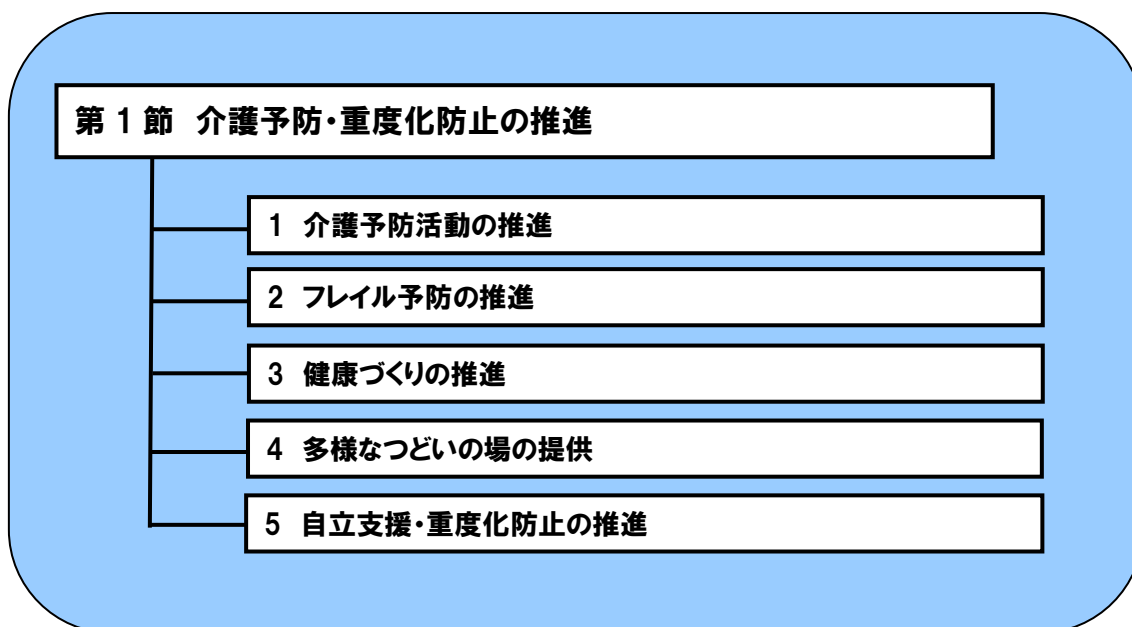 第1節 介護予防・重度化防止の推進
1 介護予防活動の推進
2 フレイル予防の推進
3 健康づくりの推進
4 多様なつどいの場の提供
5 自立支援・重度化防止の推進